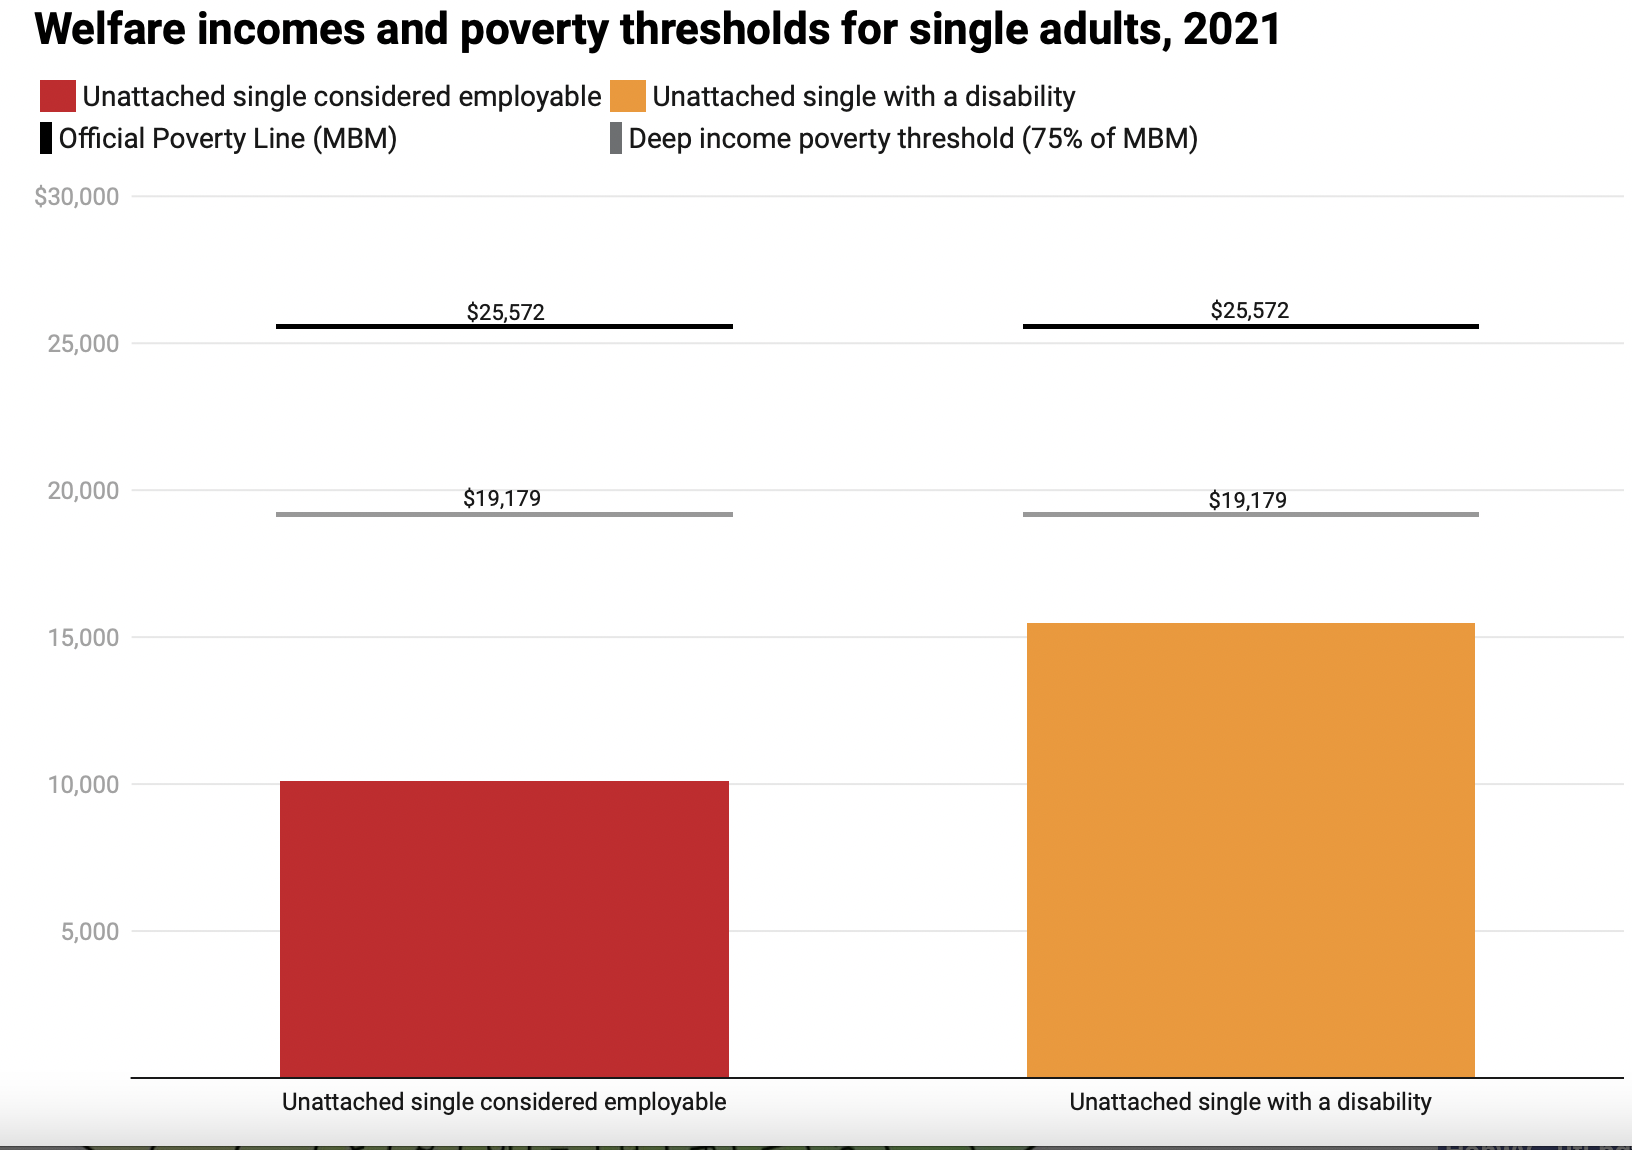 Welfare incomes and poverty thresholds for single adults, 2021
Unattached single considered employable
Unattached single with a disability
Official Poverty Line (MBM)
Deep income poverty threshold (75% of MBM)
$30,000
$25,572
$25,572
25,000
20,000
$19,179
$19,179
15,000
10,000
5,000
Unattached single considered employable
Unattached single with a disability